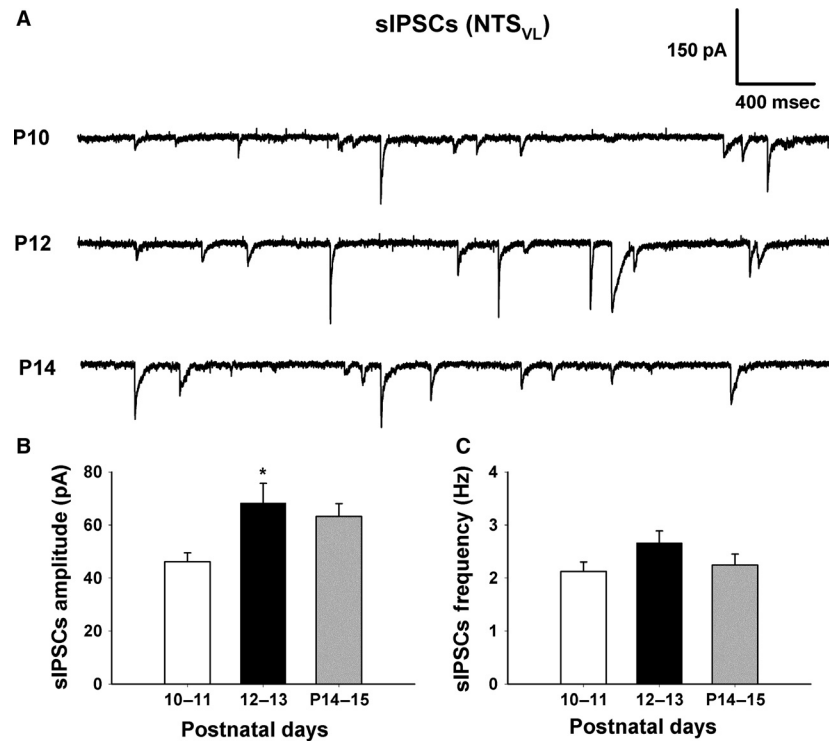 A
sIPSCs (NTSVL)
150 pA
400 msec
P10
P12
P14
B
C
sIPSCs amplitude (pA)
80
60
40
20
0
*
10–11
12–13
P14–15
Postnatal days
sIPSCs frequency (Hz)
4
3
2
1
0
10–11
12–13
P14–15
Postnatal days